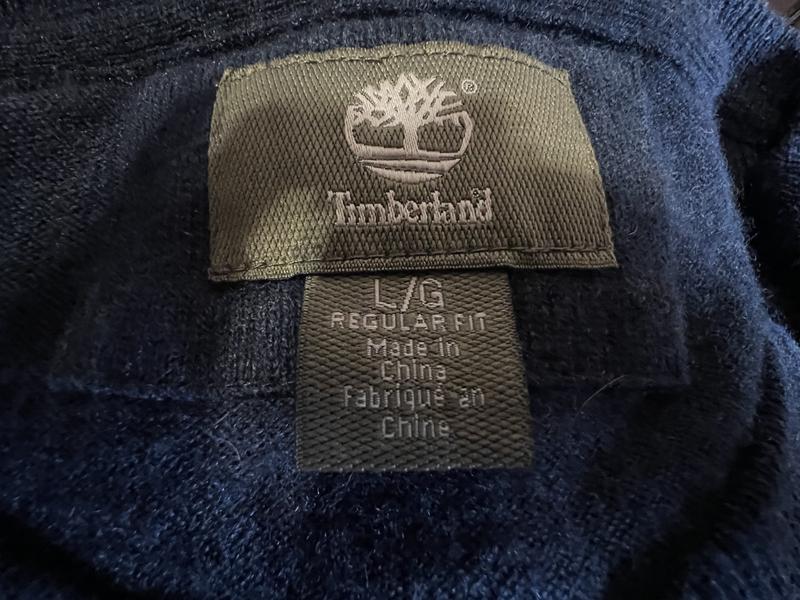 ®
Timberland
L/G
REGULAR FIT
Made in
China
Fabriqué en
Chine